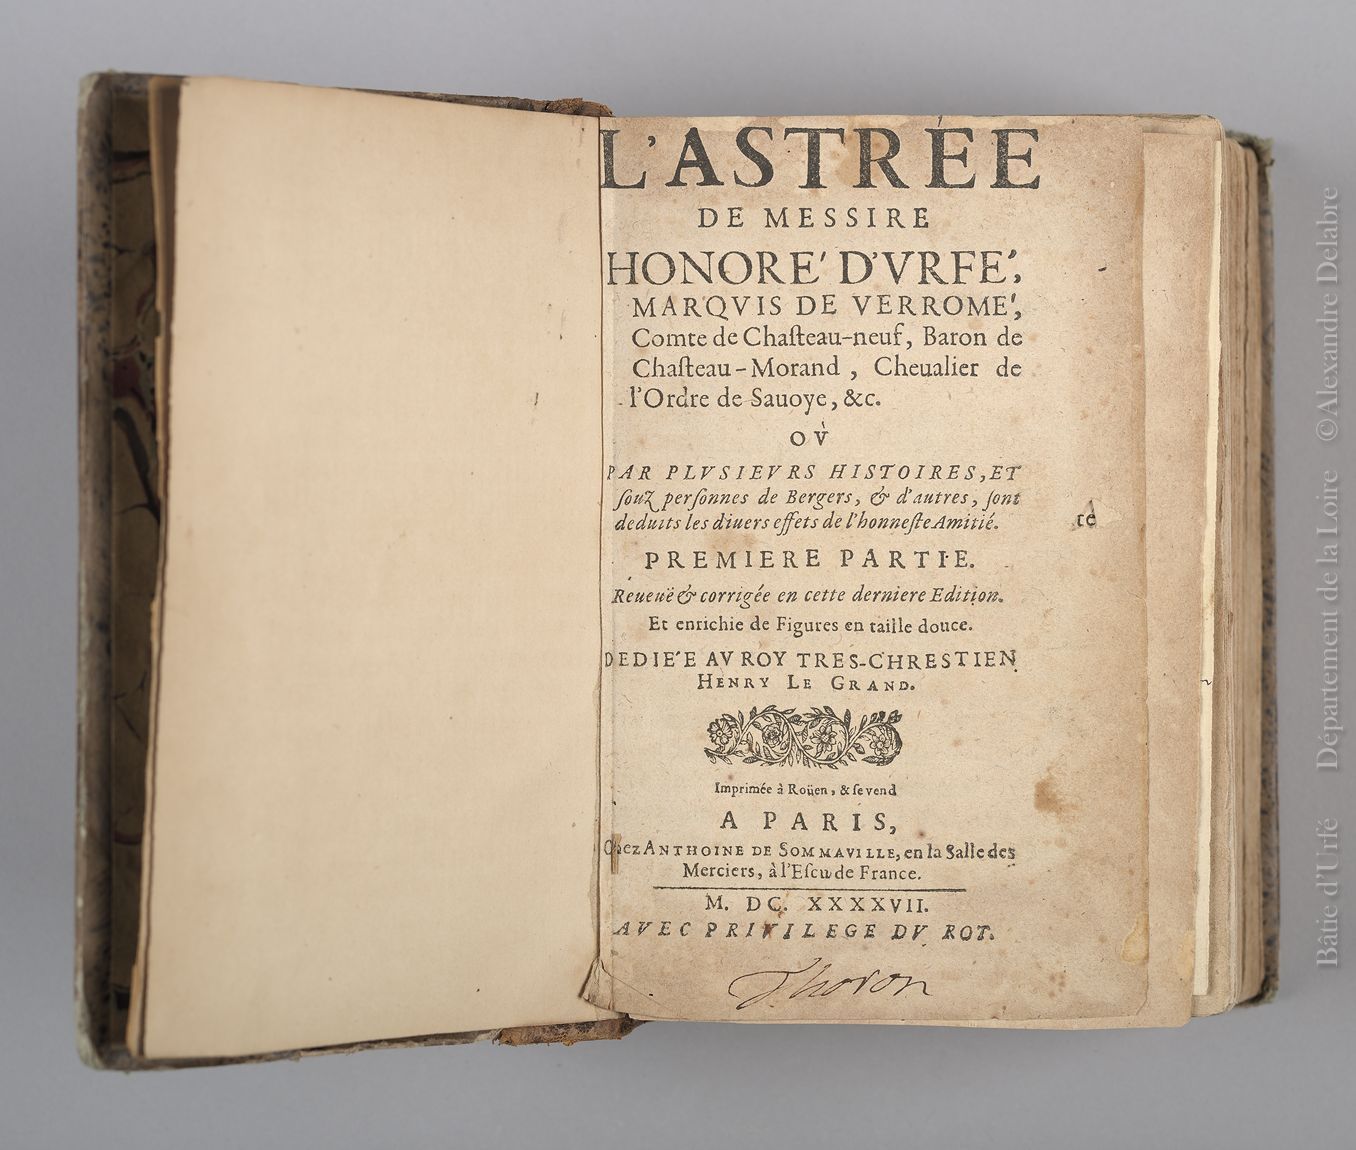 L'ASTRÉE
DE MESSIRE
HONORE' D'VRFE',
MARQVIS DE VERROME',
Comte de Chaſteau-neuf, Baron de
Chaſteau-Morand, Cheualier de
l'Ordre de Sauoye, &c.
OV̀
PAR PLVSIEVRS HISTOIRES, ET
ſouz perſonnes de Bergers, & d'autres, ſont
deduits les diuers effets de l'honneſte Amitié.
te
PREMIERE PARTIE.
Reueuë & corrigée en cette derniere Edition.
Et enrichie de Figures en taille douce.
DEDIE'E AV ROY TRES-CHRESTIEN
HENRY LE GRAND.
Imprimée à Roüen, & ſe vend
A PARIS,
Chez ANTHOINE DE SOMMAVILLE, en la Salle des
Merciers, à l'Eſcu de France.
M. DC. XXXXVII.
AVEC PRIVILEGE DV ROY.
Thoron
Bâtie d'Urfé Département de la Loire ©Alexandre Delabre